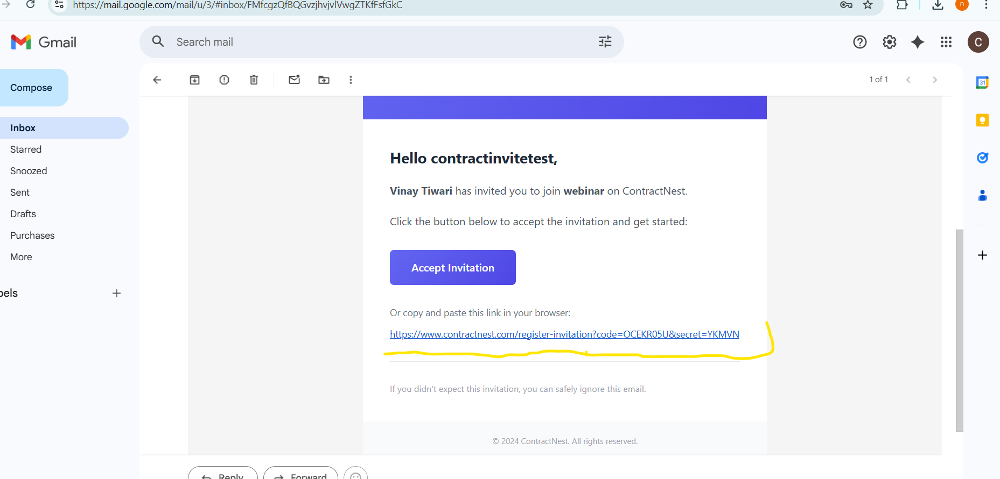 https://mail.google.com/mail/u/3/#inbox/FMfcgzQfBQGvzjhvjvlVwgZTKfFsfGkC
n
Gmail
Search mail
C
Compose
1 of 1
31
Inbox
Starred
Snoozed
Sent
Drafts
Purchases
More
bels
Hello contractinvitetest,
Vinay Tiwari has invited you to join webinar on ContractNest.
Click the button below to accept the invitation and get started:
Accept Invitation
Or copy and paste this link in your browser:
https://www.contractnest.com/register-invitation?code=OCEKR05U&secret=YKMVN
If you didn't expect this invitation, you can safely ignore this email.
© 2024 ContractNest. All rights reserved.
Reply
Forward